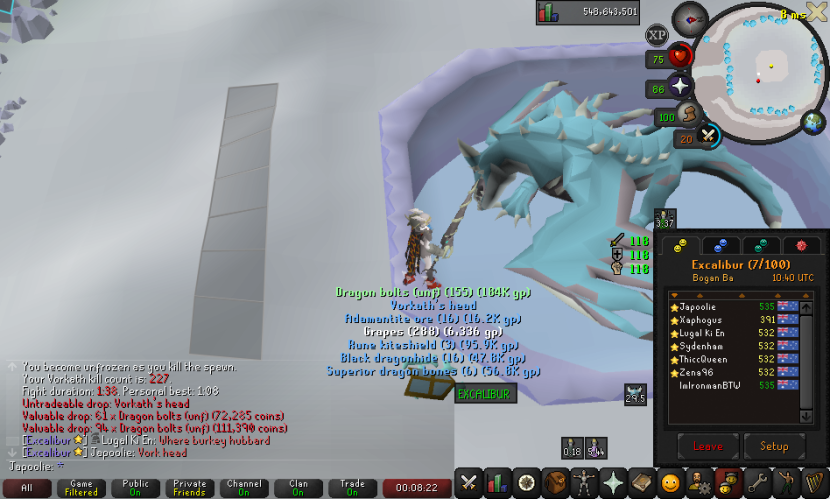 548,643,501
8 ms
XP
75
86
100
20
3:37
118
118
118
Dragon bolts (unf) (155) (184K gp)
Vorkath's head
Adamantite ore (16) (16.2K gp)
Grapes (288) (6,336 gp)
Rune kiteshield (3) (95.9K gp)
Black dragonhide (16) (47.8K gp)
Superior dragon bones (6) (56.8K gp)
EXCALIBUR
29.5
0:18
5:44
Excalibur (7/100)
Bogan Ba
10:40 UTC
Japoolie 535
Xaphogus 391
Lugal Ki En 532
Sydenham 532
ThiccQueen 532
Zena96 532
ImIronmanBTW 535
Leave
Setup
You become unfrozen as you kill the spawn.
Your Vorkath kill count is: 227.
Fight duration: 1:38. Personal best: 1:08
Untradeable drop: Vorkath's head
Valuable drop: 61 x Dragon bolts (unf) (72,285 coins)
Valuable drop: 94 x Dragon bolts (unf) (111,390 coins)
[Excalibur] Lugal Ki En: Where burkey hubbard
[Excalibur] Japoolie: Vork head
Japoolie: *
All
Game
Filtered
Public
On
Private
Friends
Channel
On
Clan
On
Trade
On
00:08:22